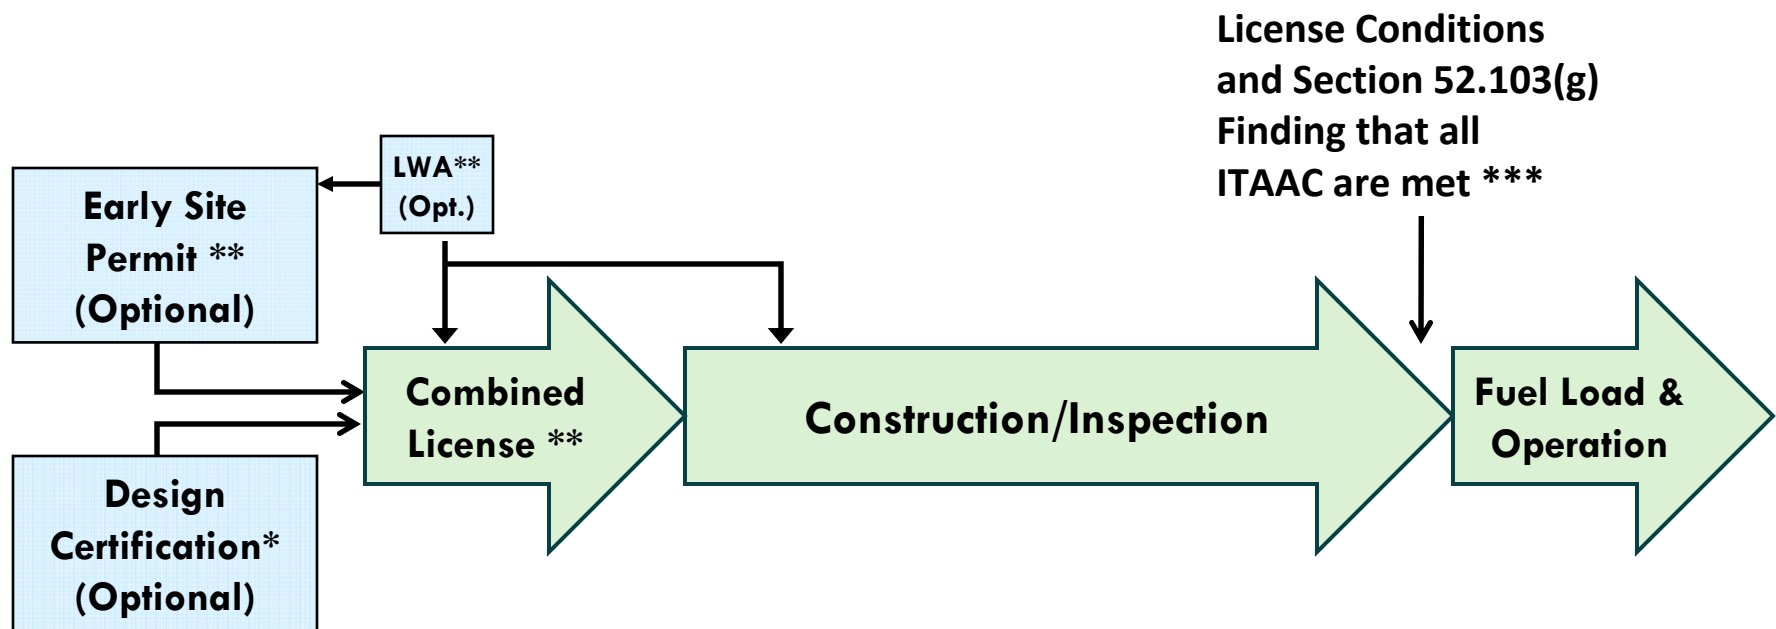 License Conditions
and Section 52.103(g)
Finding that all
ITAAC are met ***
LWA**
(Opt.)
Early Site
Permit **
(Optional)
Combined
License **
Construction/Inspection
Fuel Load &
Operation
Design
Certification*
(Optional)